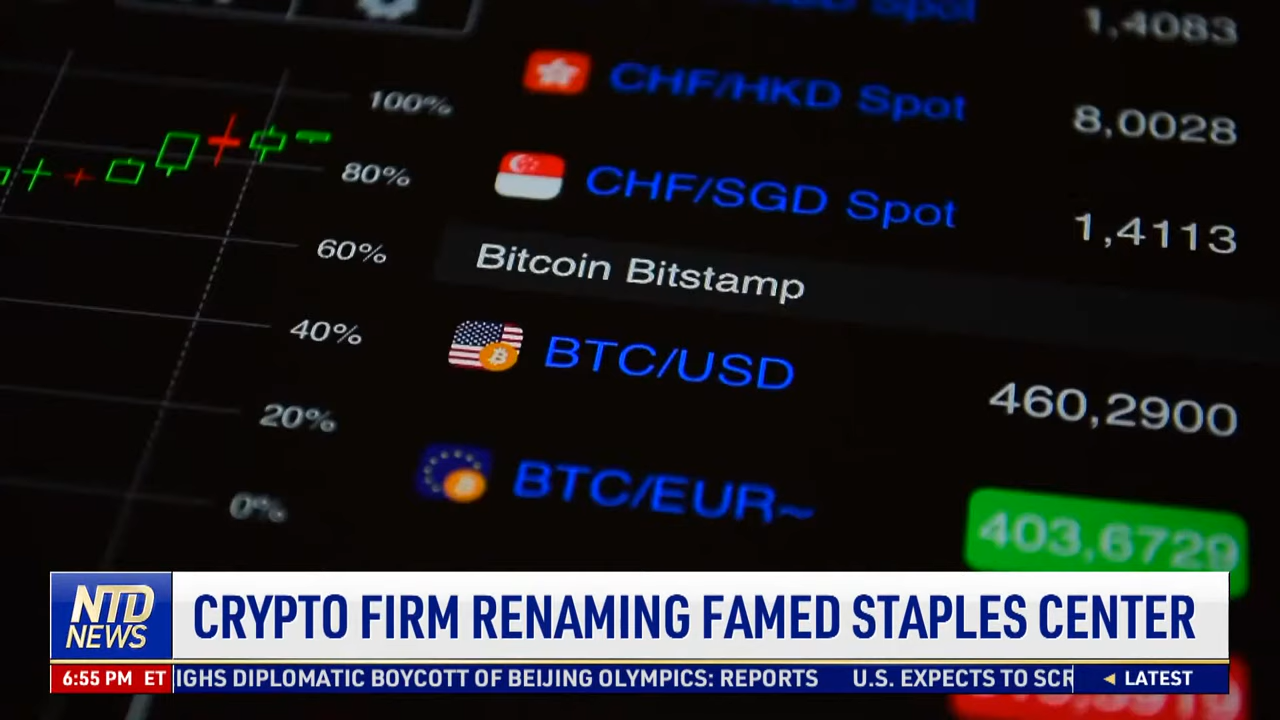 1,4083
100%
CHF/HKD Spot
8,0028
80%
CHF/SGD Spot
1,4113
60%
Bitcoin Bitstamp
40%
BTC/USD
460,2900
20%
BTC/EUR~
403,6729
0%
NTD
NEWS
CRYPTO FIRM RENAMING FAMED STAPLES CENTER
6:55 PM ET
IGHS DIPLOMATIC BOYCOTT OF BEIJING OLYMPICS: REPORTS U.S. EXPECTS TO SCR
◄ LATEST